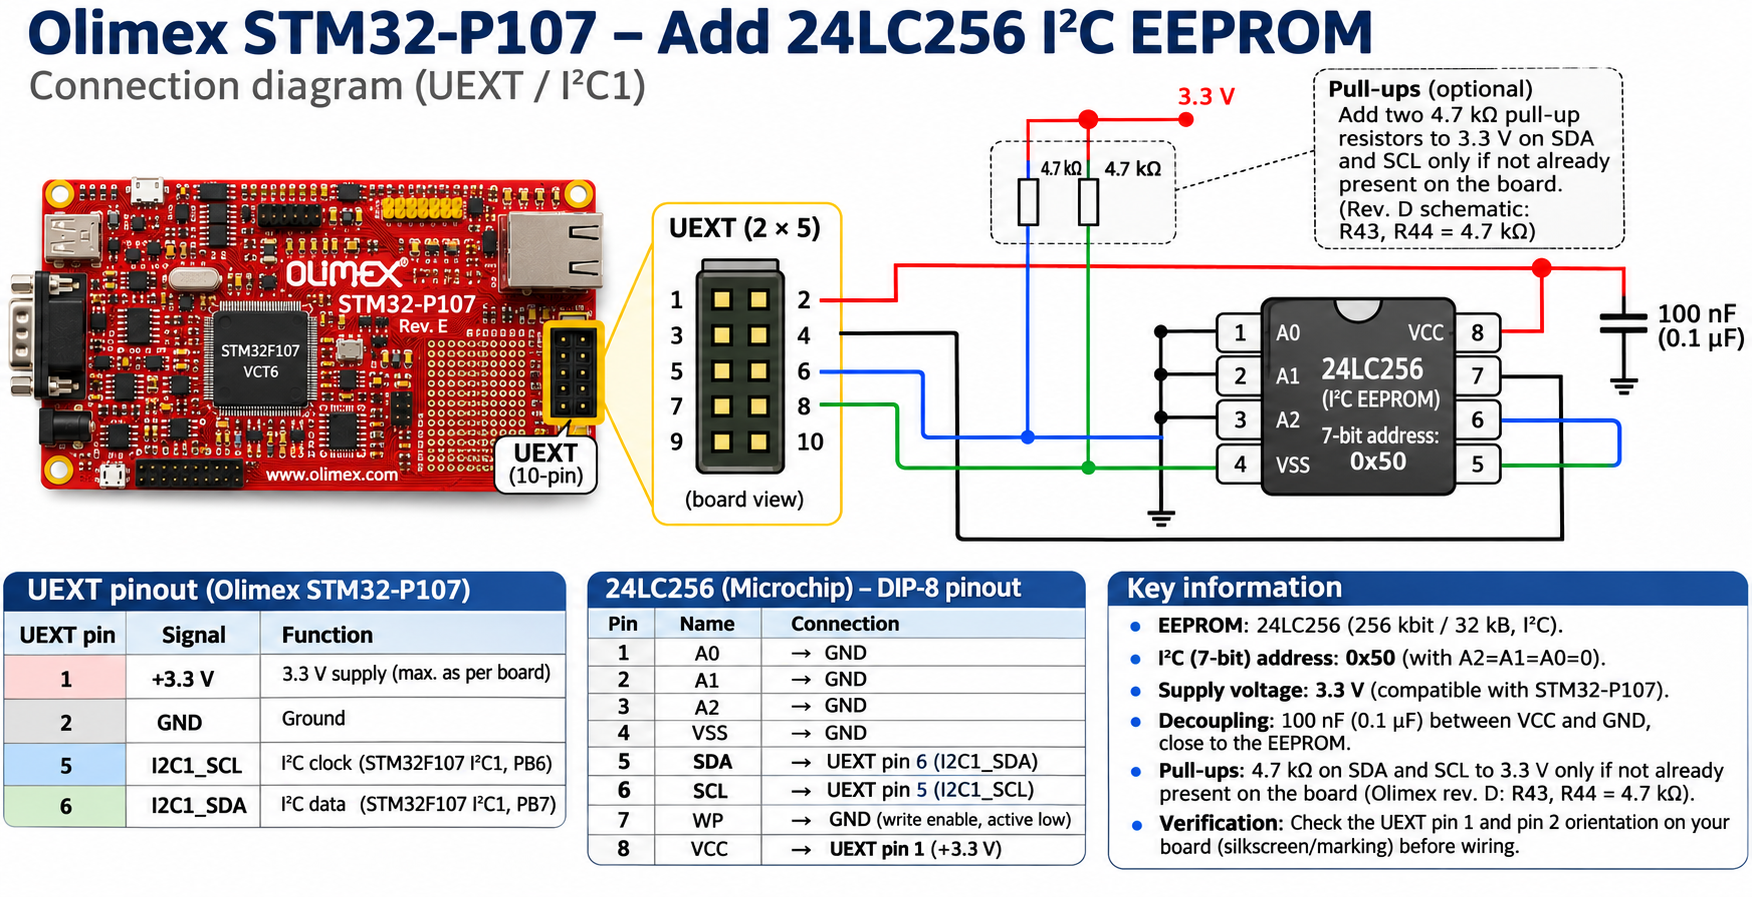 Olimex STM32-P107 – Add 24LC256 I²C EEPROM
Connection diagram (UEXT / I²C1)
3.3 V
4.7 kΩ
4.7 kΩ
Pull-ups (optional)
Add two 4.7 kΩ pull-up
resistors to 3.3 V on SDA
and SCL only if not already
present on the board.
(Rev. D schematic:
R43, R44 = 4.7 kΩ)
OLIMEX®
STM32-P107
Rev. E
STM32F107
VCT6
www.olimex.com
UEXT
(10-pin)
UEXT (2 × 5)
1 2
3 4
5 6
7 8
9 10
(board view)
1 A0 VCC 8
2 A1 7
3 A2 6
4 VSS 5
24LC256
(I²C EEPROM)
7-bit address:
0x50
100 nF
(0.1 µF)
UEXT pinout (Olimex STM32-P107)
UEXT pin Signal Function
1 +3.3 V 3.3 V supply (max. as per board)
2 GND Ground
5 I2C1_SCL I²C clock (STM32F107 I²C1, PB6)
6 I2C1_SDA I²C data (STM32F107 I²C1, PB7)
24LC256 (Microchip) – DIP-8 pinout
Pin Name Connection
1 A0 → GND
2 A1 → GND
3 A2 → GND
4 VSS → GND
5 SDA → UEXT pin 6 (I2C1_SDA)
6 SCL → UEXT pin 5 (I2C1_SCL)
7 WP → GND (write enable, active low)
8 VCC → UEXT pin 1 (+3.3 V)
Key information
• EEPROM: 24LC256 (256 kbit / 32 kB, I²C).
• I²C (7-bit) address: 0x50 (with A2=A1=A0=0).
• Supply voltage: 3.3 V (compatible with STM32-P107).
• Decoupling: 100 nF (0.1 µF) between VCC and GND,
close to the EEPROM.
• Pull-ups: 4.7 kΩ on SDA and SCL to 3.3 V only if not already
present on the board (Olimex rev. D: R43, R44 = 4.7 kΩ).
• Verification: Check the UEXT pin 1 and pin 2 orientation on your
board (silkscreen/marking) before wiring.